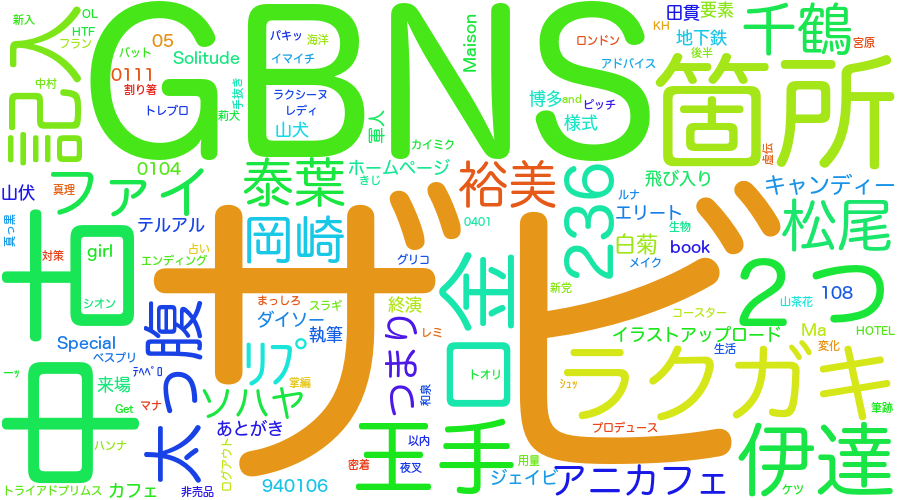 新入
OL
HTF
フラン
バット
05
Solitude
0111
割り箸
手抜き
トレブロ
莉犬
中村
記入
GBNS
パキッ
海洋
イマイチ
ラクシーヌ
レディ
山犬
軍人
Maison
カイミク
ロンドン
KH
田貫
要素
地下鉄
後半
アドバイス
千鶴
宮原
箇所
博多
and
ピッチ
様式
虚伝
0104
山伏
真理
ファイ
泰葉
ホームページ
きじ
裕美
236
飛び入り
キャンディー
ルナ
エリート
生物
松尾
真っ黒
対策
中古
girl
シオン
テルアル
占い
エンディング
岡崎
ザビ
グリコ
0401
白菊
book
メイク
金口
トオリ
新党
2つ
山茶花
108
コースター
まっしろ
スラギ
終演
ダイソー
執筆
レミ
つまり
和泉
イラストアップロード
Ma
HOTEL
変化
生活
Special
ベスプリ
太っ腹
リプ
掌編
ーッ
ﾃﾍﾍﾟﾛ
来場
Get
マナ
ソハヤ
あとがき
ログアウト
ハンナ
ラクガキ
ｼｭｯ
筆跡
プロデュース
王手
以内
夜叉
密着
用量
ジェイビ
アニカフェ
伊達
ケッ
940106
トライアドプリムス
カフェ
非売品